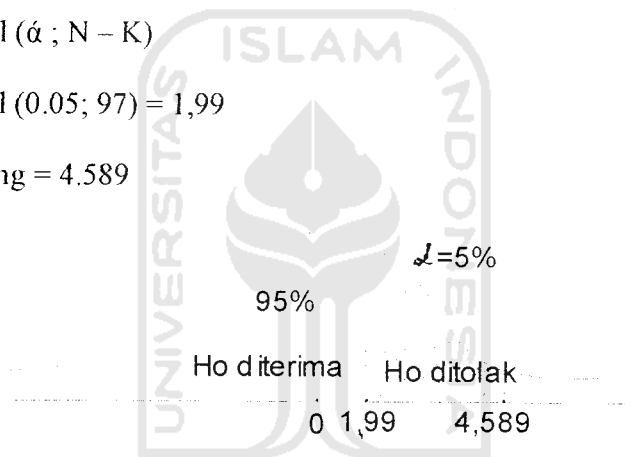 l (ά ; N – K)
l (0.05; 97) = 1,99
ng = 4.589
α=5%
95%
Ho diterima Ho ditolak
0 1,99 4,589
UNIVERSITAS
ISLAM
INDONESIA